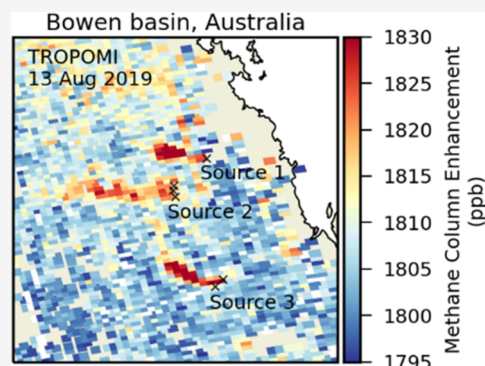 Bowen basin, Australia
TROPOMI
13 Aug 2019
Source 1
Source 2
Source 3
1830
1825
1820
1815
1810
1805
1800
1795
Methane Column Enhancement
(ppb)